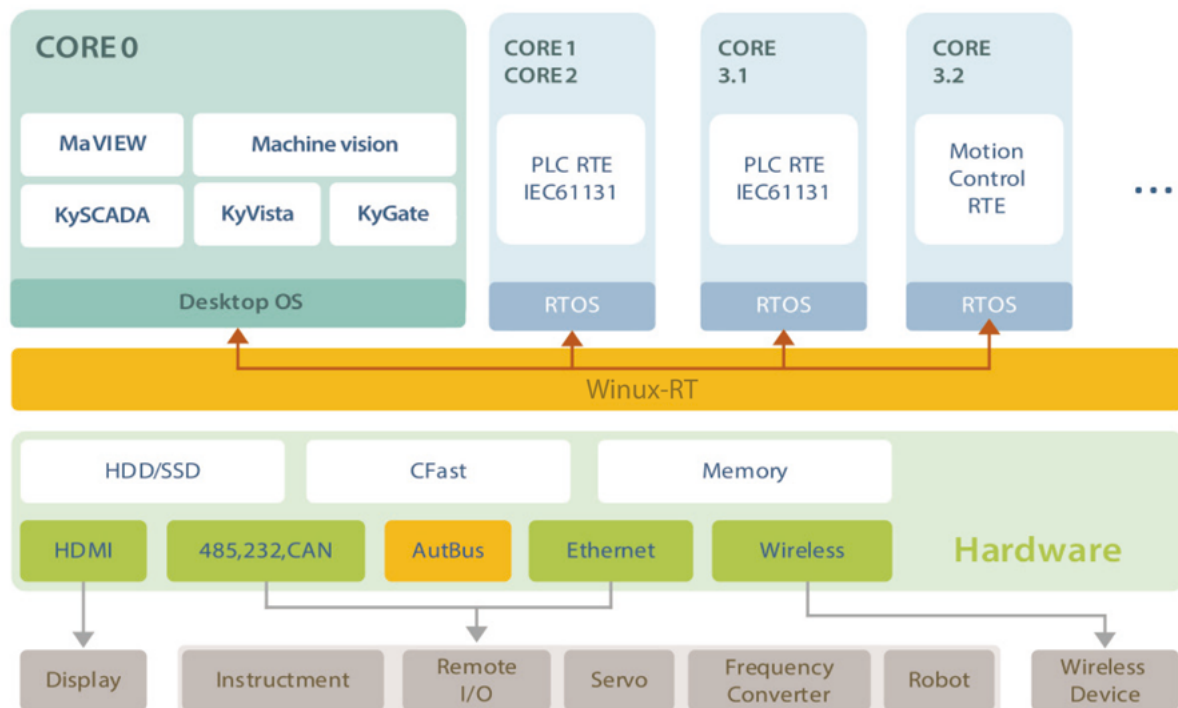 CORE 0
CORE 1
CORE 2
CORE
3.1
CORE
3.2
MaVIEW
Machine vision
KySCADA
KyVista
KyGate
PLC RTE
IEC61131
PLC RTE
IEC61131
Motion
Control
RTE
...
Desktop OS
RTOS
RTOS
RTOS
Winux-RT
HDD/SSD
CFast
Memory
HDMI
485,232,CAN
AutBus
Ethernet
Wireless
Hardware
Display
Instructment
Remote
I/O
Servo
Frequency
Converter
Robot
Wireless
Device